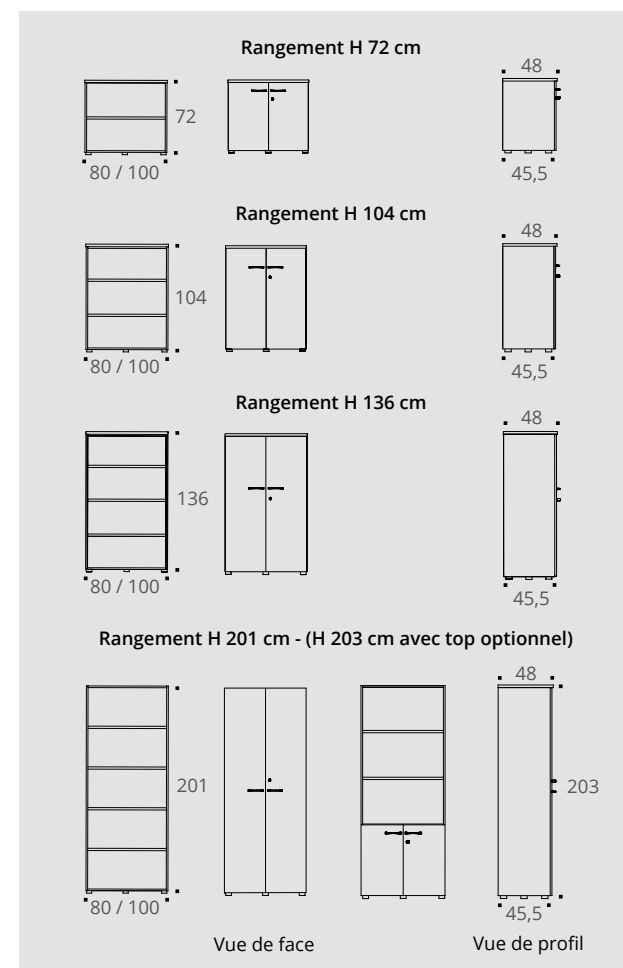 Rangement H 72 cm
48
72
80 / 100
45,5
Rangement H 104 cm
48
104
80 / 100
45,5
Rangement H 136 cm
48
136
80 / 100
45,5
Rangement H 201 cm - (H 203 cm avec top optionnel)
48
201
203
80 / 100
45,5
Vue de face
Vue de profil